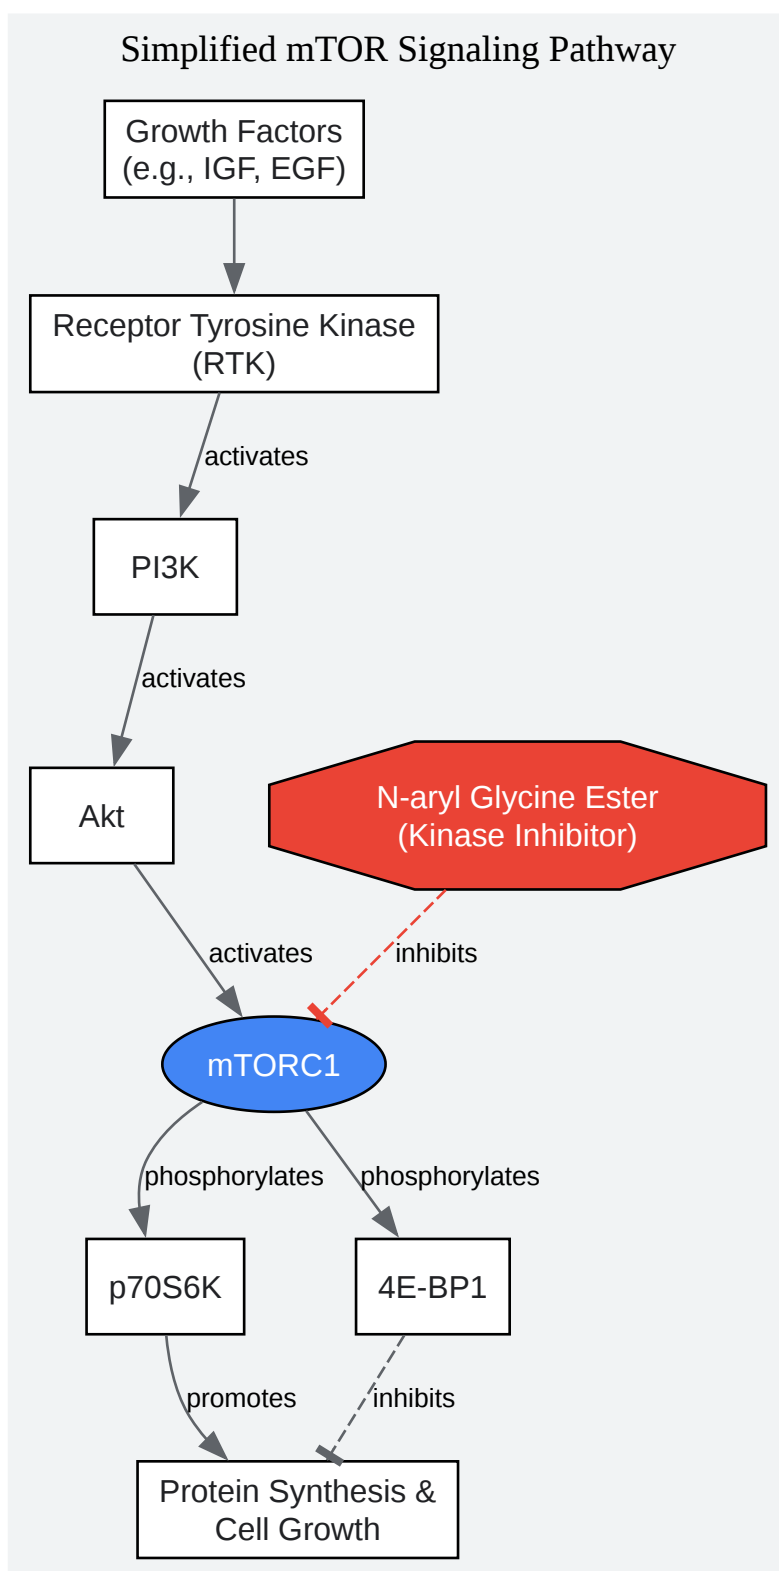 Simplified mTOR Signaling Pathway
Growth Factors
(e.g., IGF, EGF)
Receptor Tyrosine Kinase
(RTK)
activates
PI3K
activates
Akt
N-aryl Glycine Ester
(Kinase Inhibitor)
activates
inhibits
mTORC1
phosphorylates
phosphorylates
p70S6K
4E-BP1
promotes
inhibits
Protein Synthesis &
Cell Growth